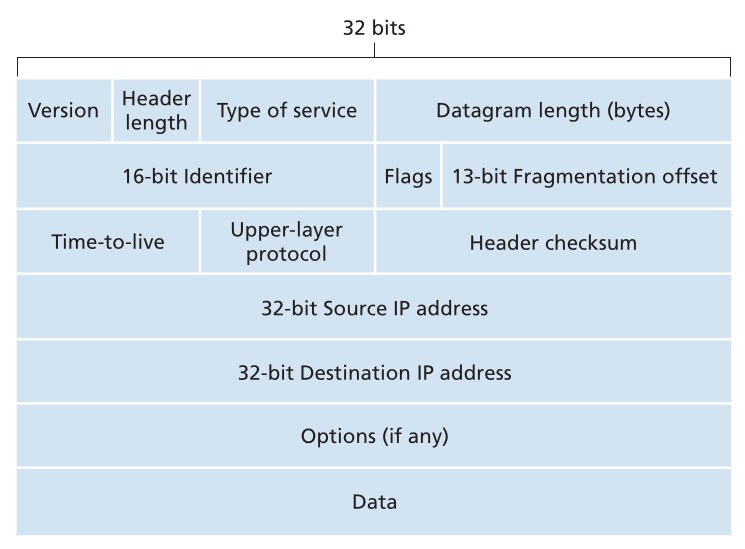 32 bits
Version
Header
length
Type of service
Datagram length (bytes)
16-bit Identifier
Flags
13-bit Fragmentation offset
Time-to-live
Upper-layer
protocol
Header checksum
32-bit Source IP address
32-bit Destination IP address
Options (if any)
Data